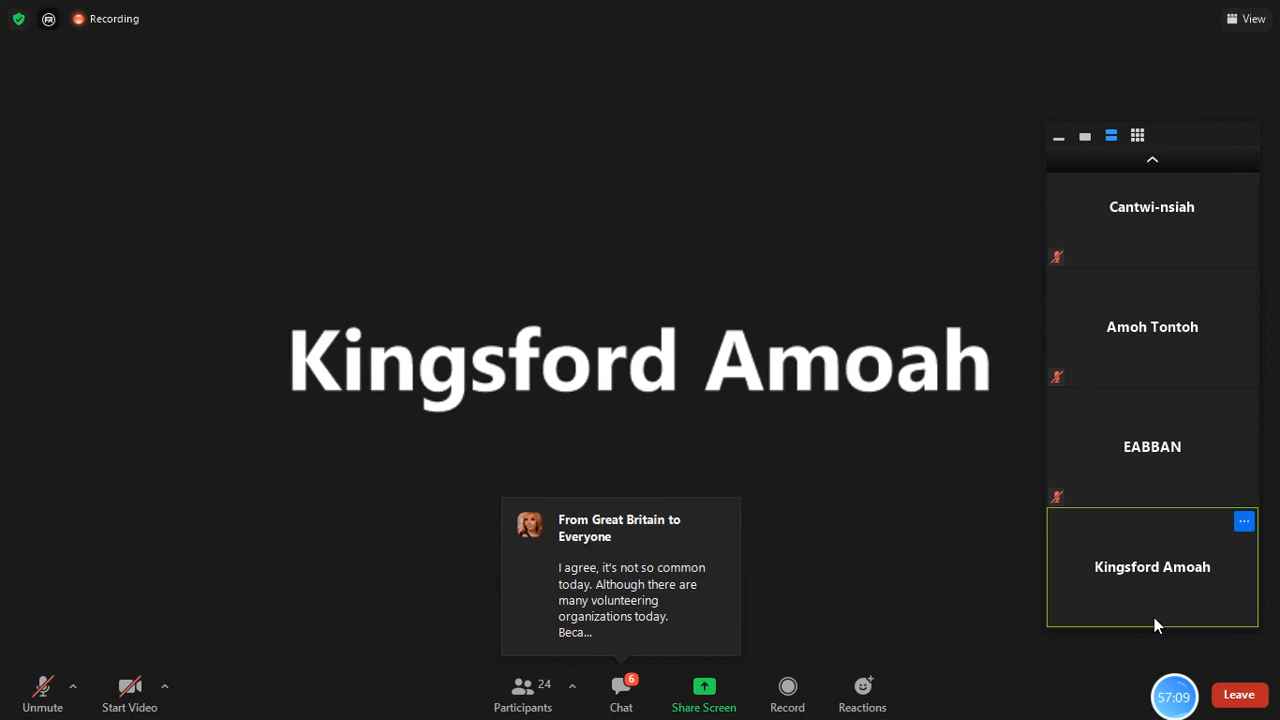 FR
Recording
View
Cantwi-nsiah
Amoh Tontoh
EABBAN
Kingsford Amoah
Kingsford Amoah
From Great Britain to
Everyone
I agree, it's not so common
today. Although there are
many volunteering
organizations today.
Beca...
24
6
Unmute
Start Video
Participants
Chat
Share Screen
Record
Reactions
57:09
Leave